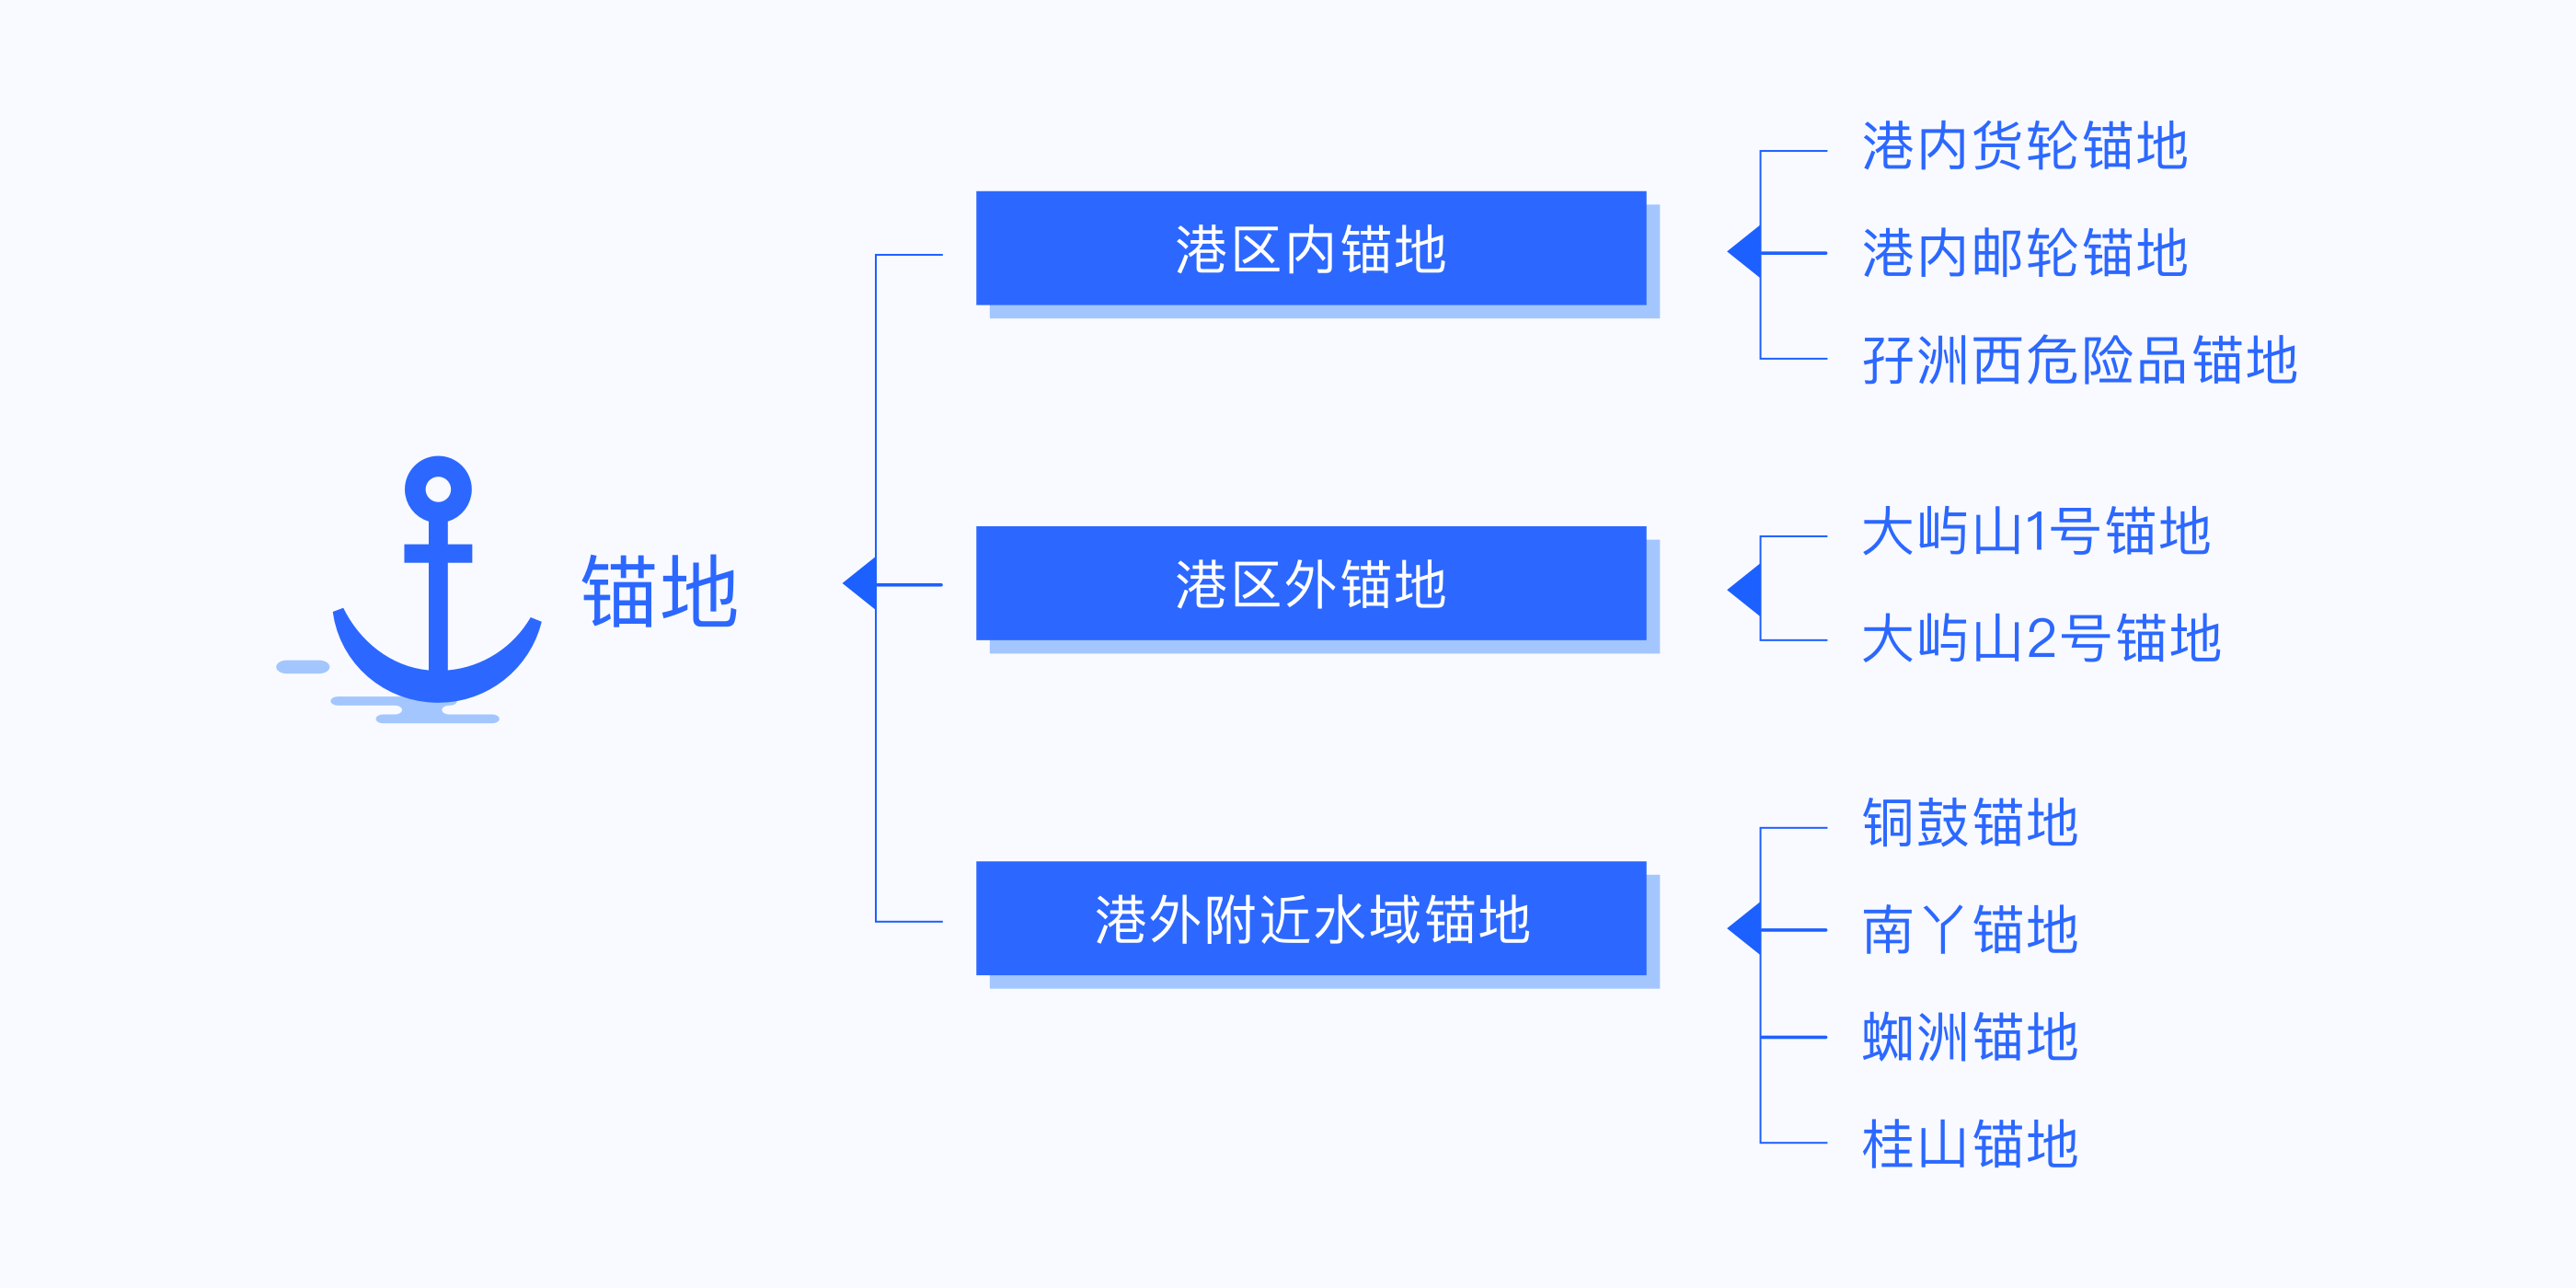 锚地
港区内锚地
港内货轮锚地
港内邮轮锚地
孖洲西危险品锚地
港区外锚地
大屿山1号锚地
大屿山2号锚地
港外附近水域锚地
铜鼓锚地
南丫锚地
蜘洲锚地
桂山锚地